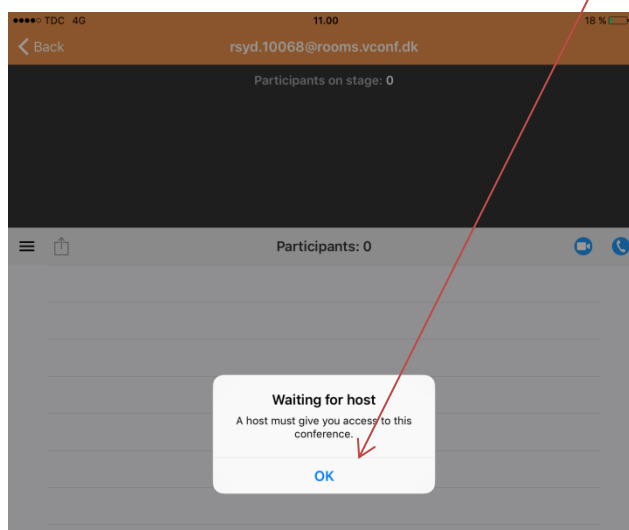 TDC 4G 11.00 18 %
Back rsyd.10068@rooms.vconf.dk
Participants on stage: 0
Participants: 0
Waiting for host
A host must give you access to this
conference.
OK